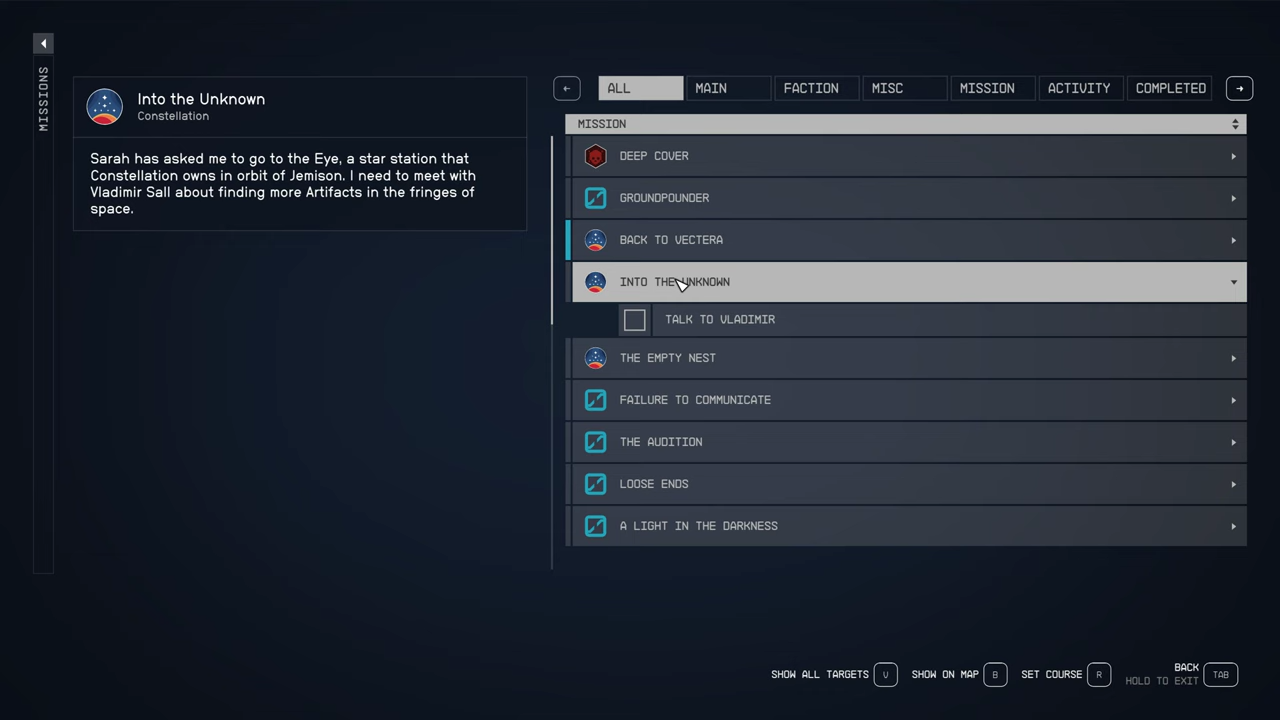 MISSIONS
Into the Unknown
Constellation
Sarah has asked me to go to the Eye, a star station that
Constellation owns in orbit of Jemison. I need to meet with
Vladimir Sall about finding more Artifacts in the fringes of
space.
ALL MAIN FACTION MISC MISSION ACTIVITY COMPLETED
MISSION
DEEP COVER
GROUNDPOUNDER
BACK TO VECTERA
INTO THE UNKNOWN
TALK TO VLADIMIR
THE EMPTY NEST
FAILURE TO COMMUNICATE
THE AUDITION
LOOSE ENDS
A LIGHT IN THE DARKNESS
SHOW ALL TARGETS V SHOW ON MAP B SET COURSE R BACK TAB
HOLD TO EXIT